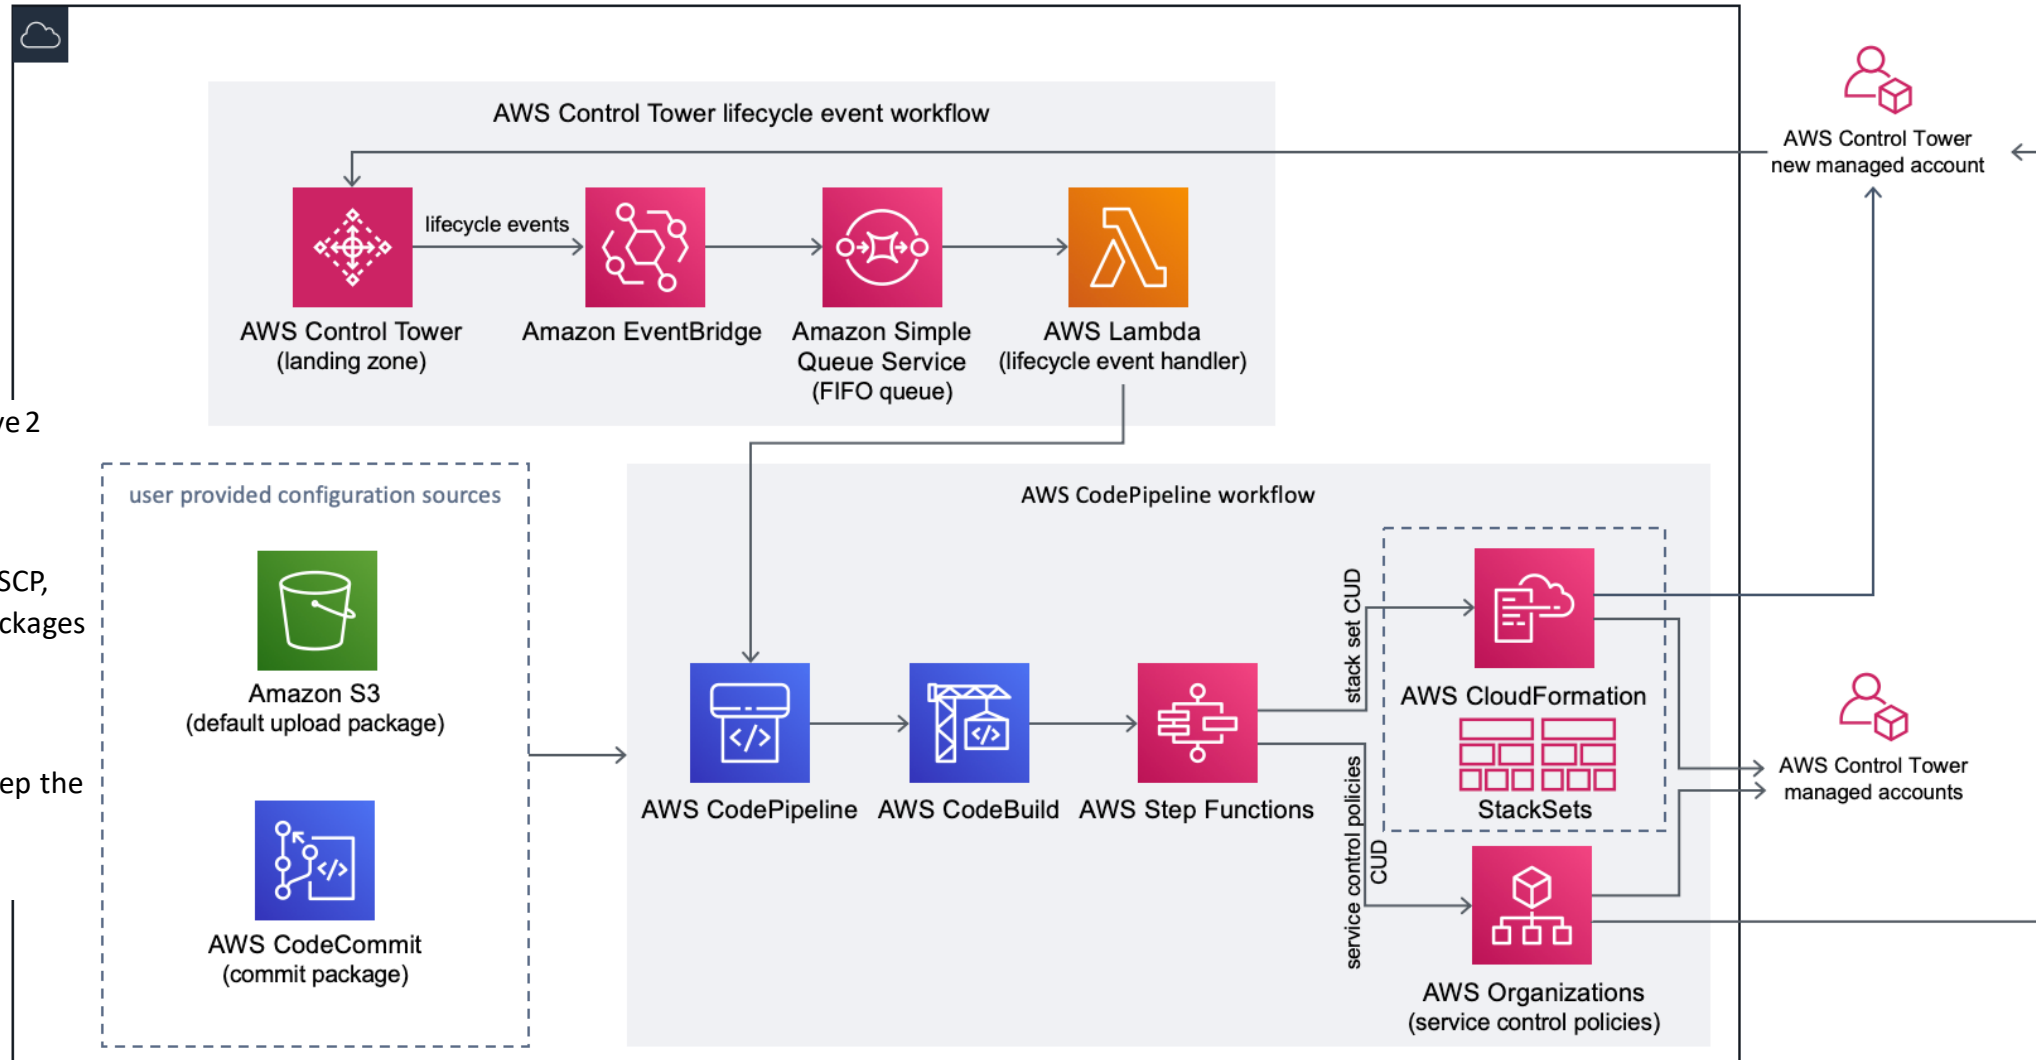 AWS Control Tower lifecycle event workflow
AWS Control Tower
new managed account
lifecycle events
AWS Control Tower
(landing zone)
Amazon EventBridge
Amazon Simple
Queue Service
(FIFO queue)
AWS Lambda
(lifecycle event handler)
2
user provided configuration sources
Amazon S3
(default upload package)
AWS CodeCommit
(commit package)
SCP,
the
AWS CodePipeline workflow
AWS CodePipeline
AWS CodeBuild
AWS Step Functions
stack set CUD
service control policies
CUD
AWS CloudFormation
StackSets
AWS Organizations
(service control policies)
AWS Control Tower
managed accounts